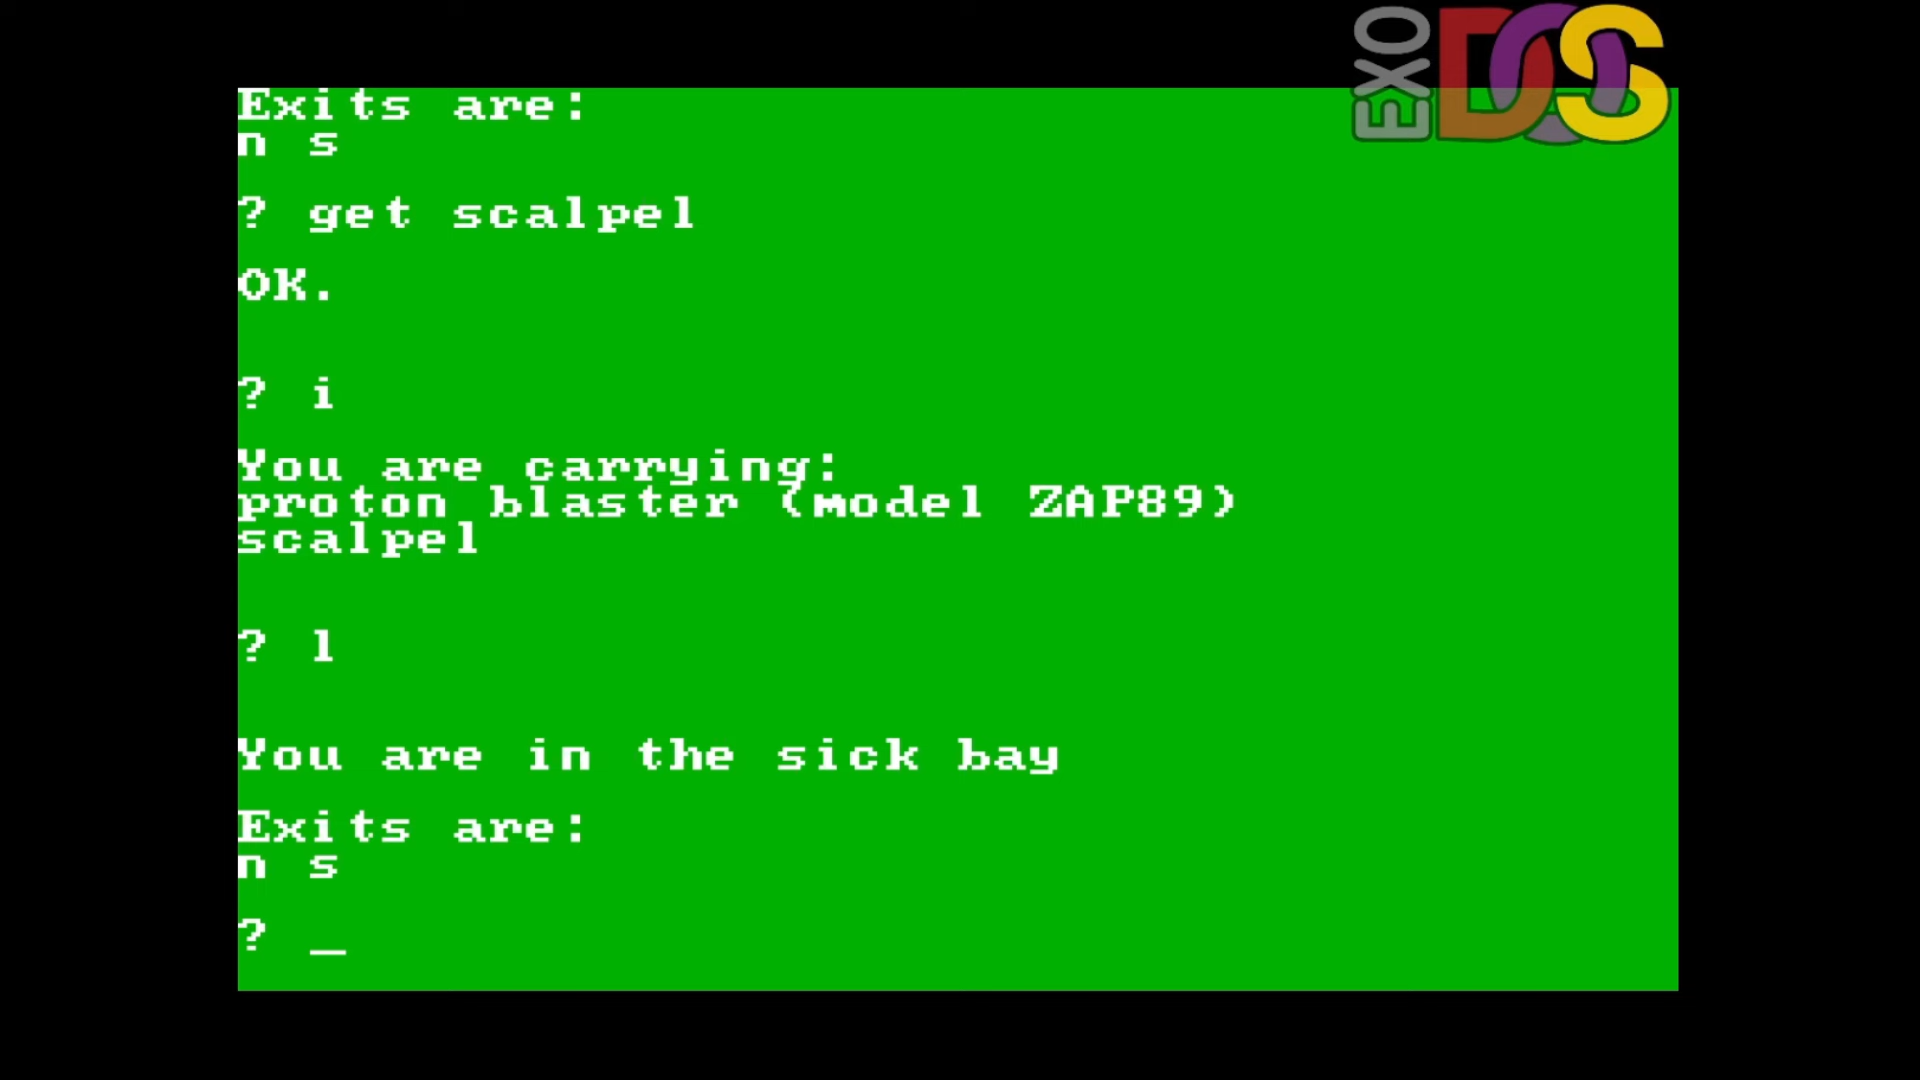 EXO DOS
Exits are:
n s
? get scalpel
OK.
? i
You are carrying:
proton blaster (model ZAP89)
scalpel
? l
You are in the sick bay
Exits are:
n s
? _